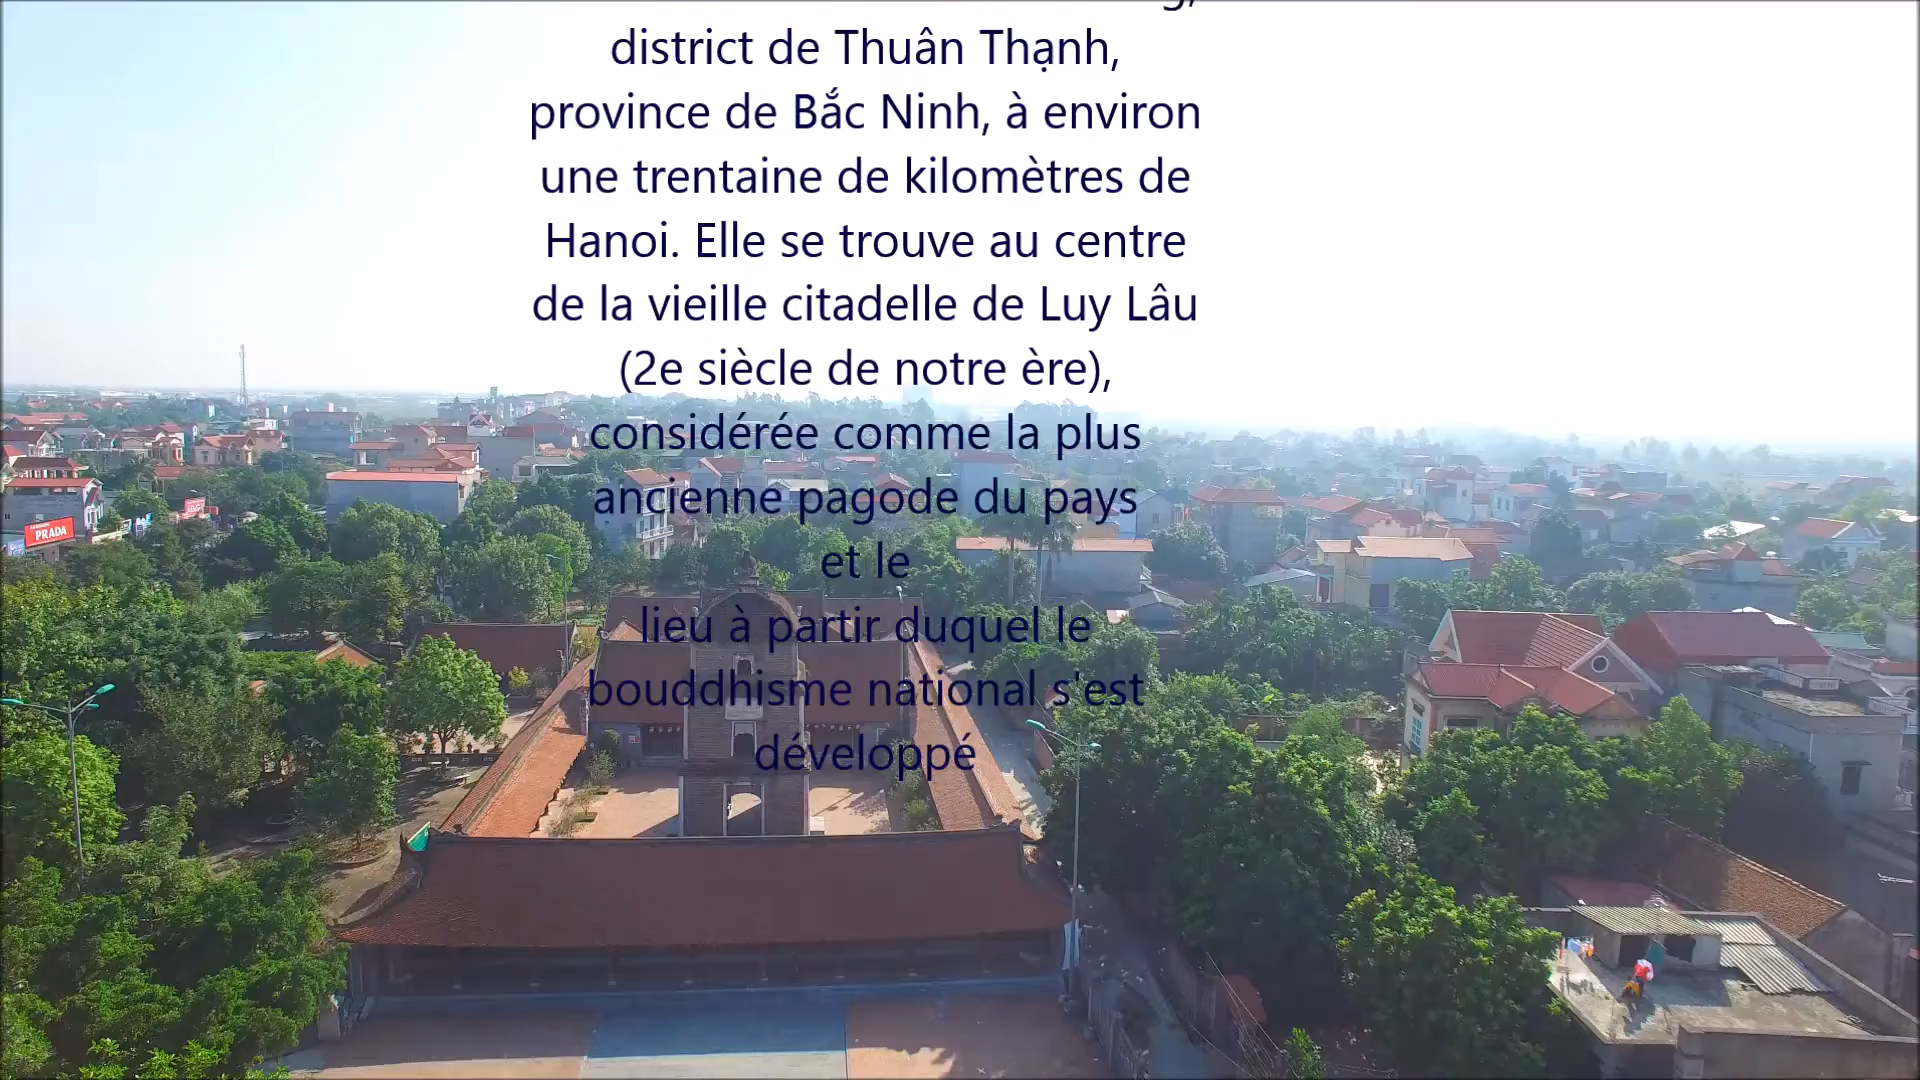 district de Thuân Thạnh,
province de Bắc Ninh, à environ
une trentaine de kilomètres de
Hanoi. Elle se trouve au centre
de la vieille citadelle de Luy Lâu
(2e siècle de notre ère),
considérée comme la plus
ancienne pagode du pays
et le
lieu à partir duquel le
bouddhisme national s'est
développé
PRADA